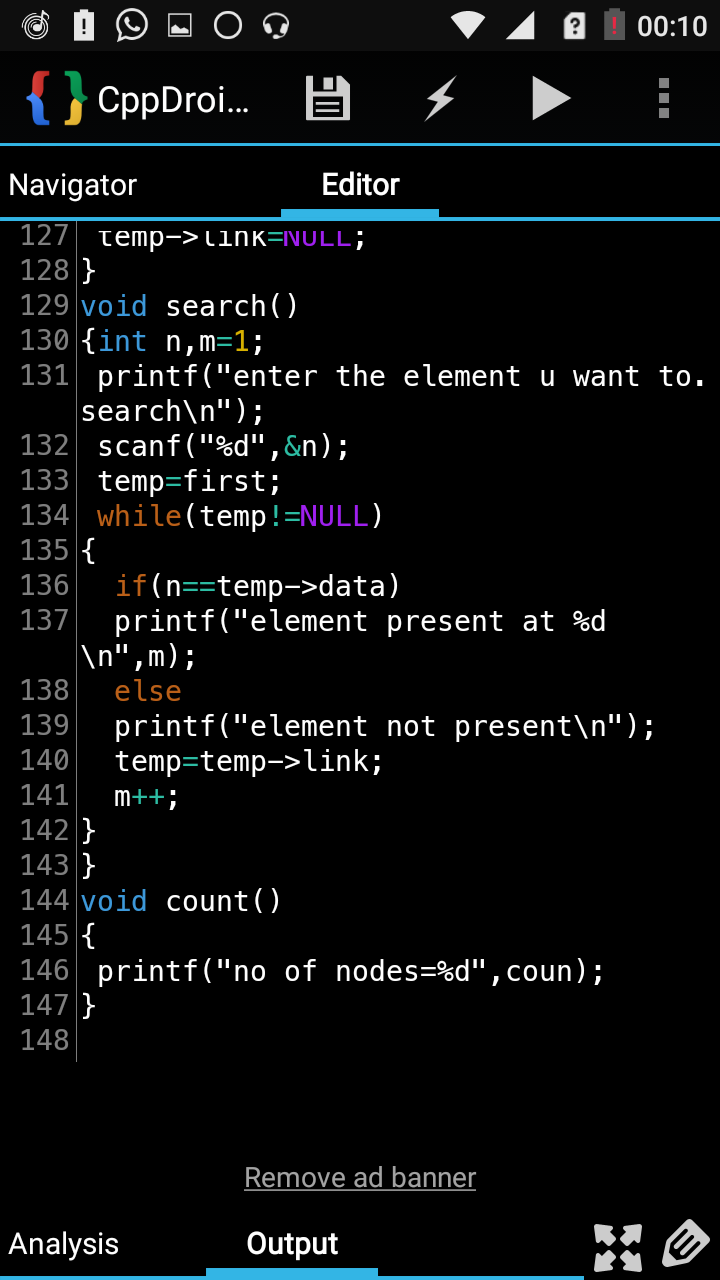 00:10
CppDroi...
Navigator
Editor
127 temp->link=NULL;
128 }
129 void search()
130 {int n,m=1;
131 printf("enter the element u want to.
search\n");
132 scanf("%d",&n);
133 temp=first;
134 while(temp!=NULL)
135 {
136 if(n==temp->data)
137 printf("element present at %d
\n",m);
138 else
139 printf("element not present\n");
140 temp=temp->link;
141 m++;
142 }
143 }
144 void count()
145 {
146 printf("no of nodes=%d",coun);
147 }
148
Remove ad banner
Analysis
Output